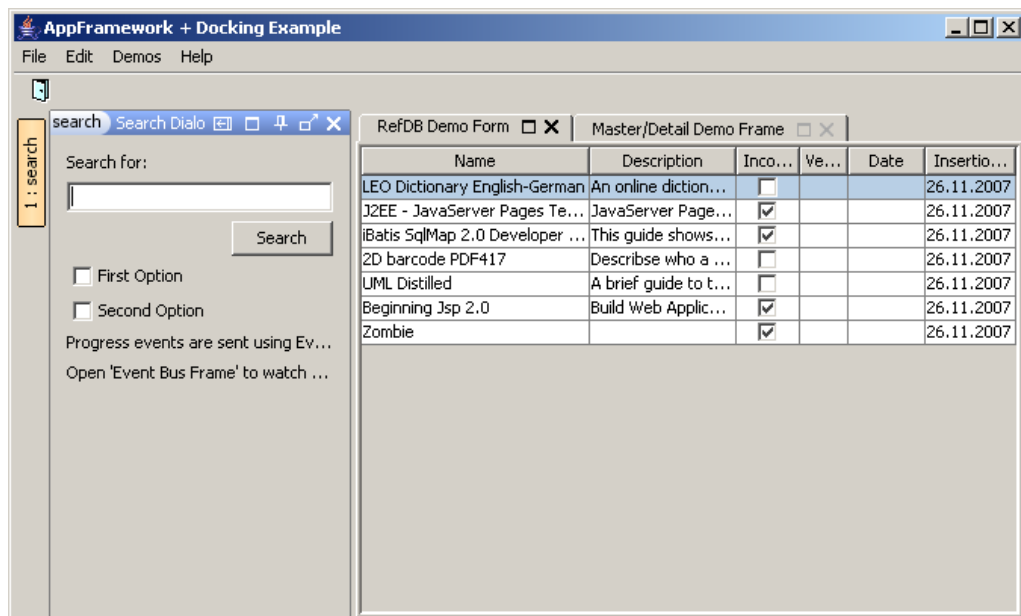 AppFramework + Docking Example
File Edit Demos Help
1 : search
search Search Dialo
Search for:
Search
First Option
Second Option
Progress events are sent using Ev...
Open 'Event Bus Frame' to watch ...
RefDB Demo Form Master/Detail Demo Frame
Name Description Inco... Ve... Date Insertio...
LEO Dictionary English-German An online diction... 26.11.2007
J2EE - JavaServer Pages Te... JavaServer Page... 26.11.2007
iBatis SqlMap 2.0 Developer ... This guide shows... 26.11.2007
2D barcode PDF417 Describse who a ... 26.11.2007
UML Distilled A brief guide to t... 26.11.2007
Beginning Jsp 2.0 Build Web Applic... 26.11.2007
Zombie 26.11.2007